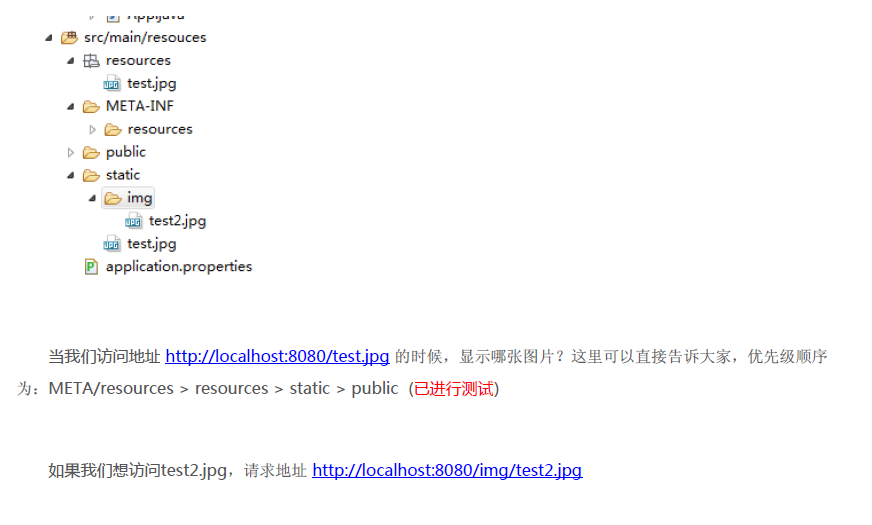 App.java
src/main/resouces
resources
test.jpg
META-INF
resources
public
static
img
test2.jpg
test.jpg
application.properties
当我们访问地址 http://localhost:8080/test.jpg 的时候，显示哪张图片？这里可以直接告诉大家，优先级顺序
为：META/resources > resources > static > public (已进行测试)
如果我们想访问test2.jpg，请求地址 http://localhost:8080/img/test2.jpg